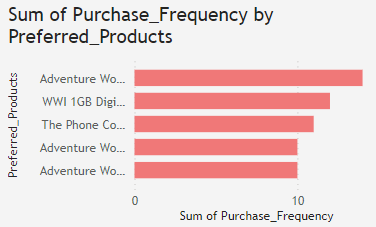 Sum of Purchase_Frequency by
Preferred_Products
Preferred_Products
Adventure Wo...
WWI 1GB Digi...
The Phone Co...
Adventure Wo...
Adventure Wo...
0
10
Sum of Purchase_Frequency